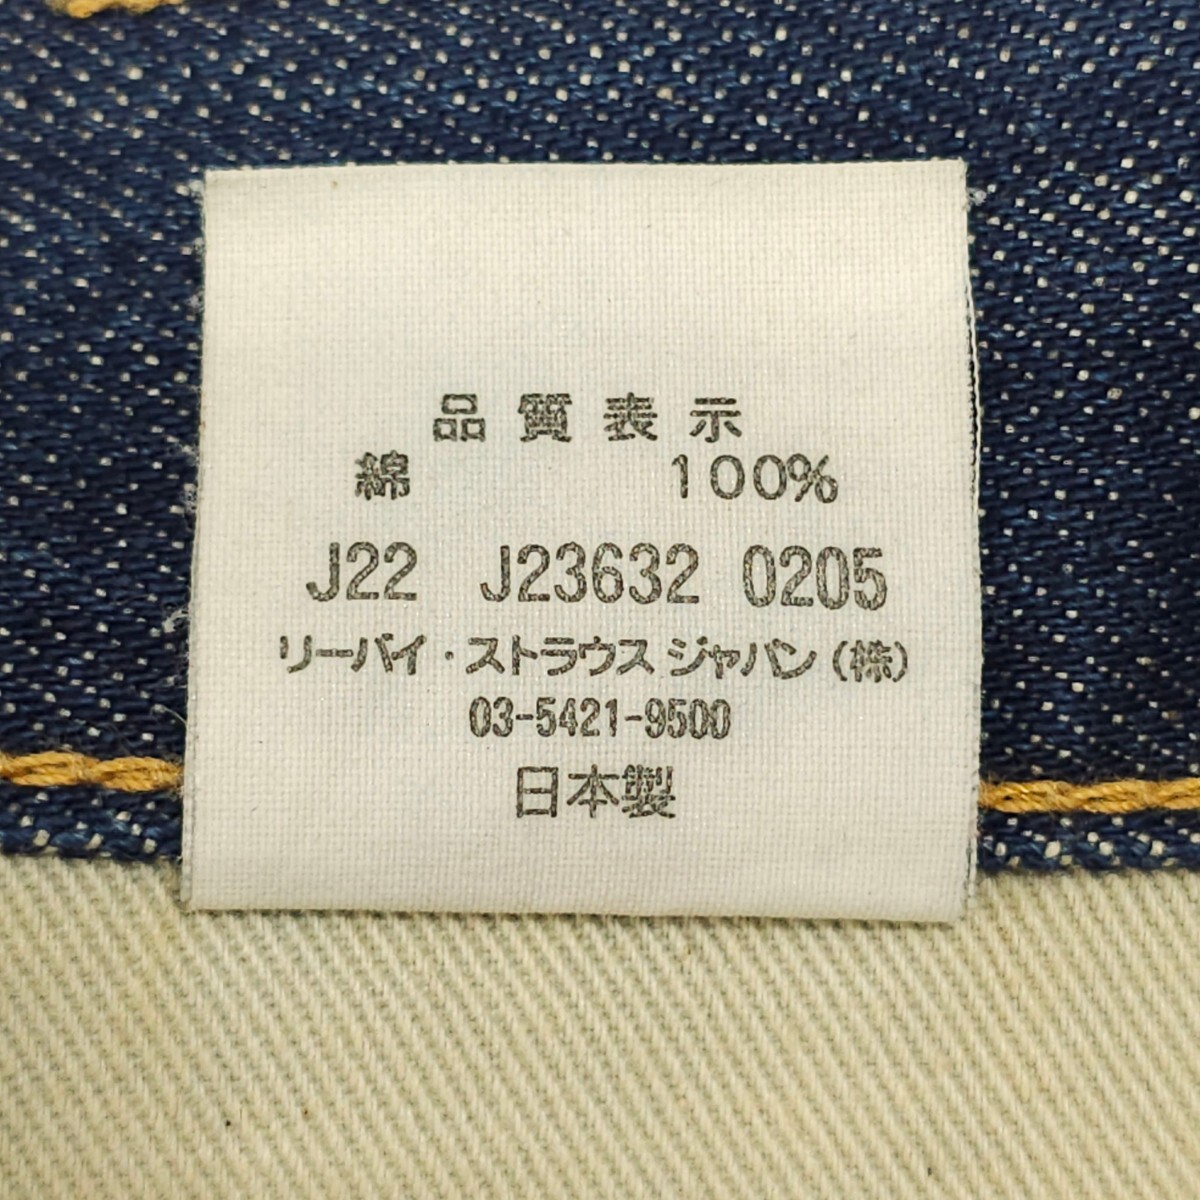 品質表示
綿 100%
J22 J23632 0205
リーバイ・ストラウス ジャパン(株)
03-5421-9500
日本製